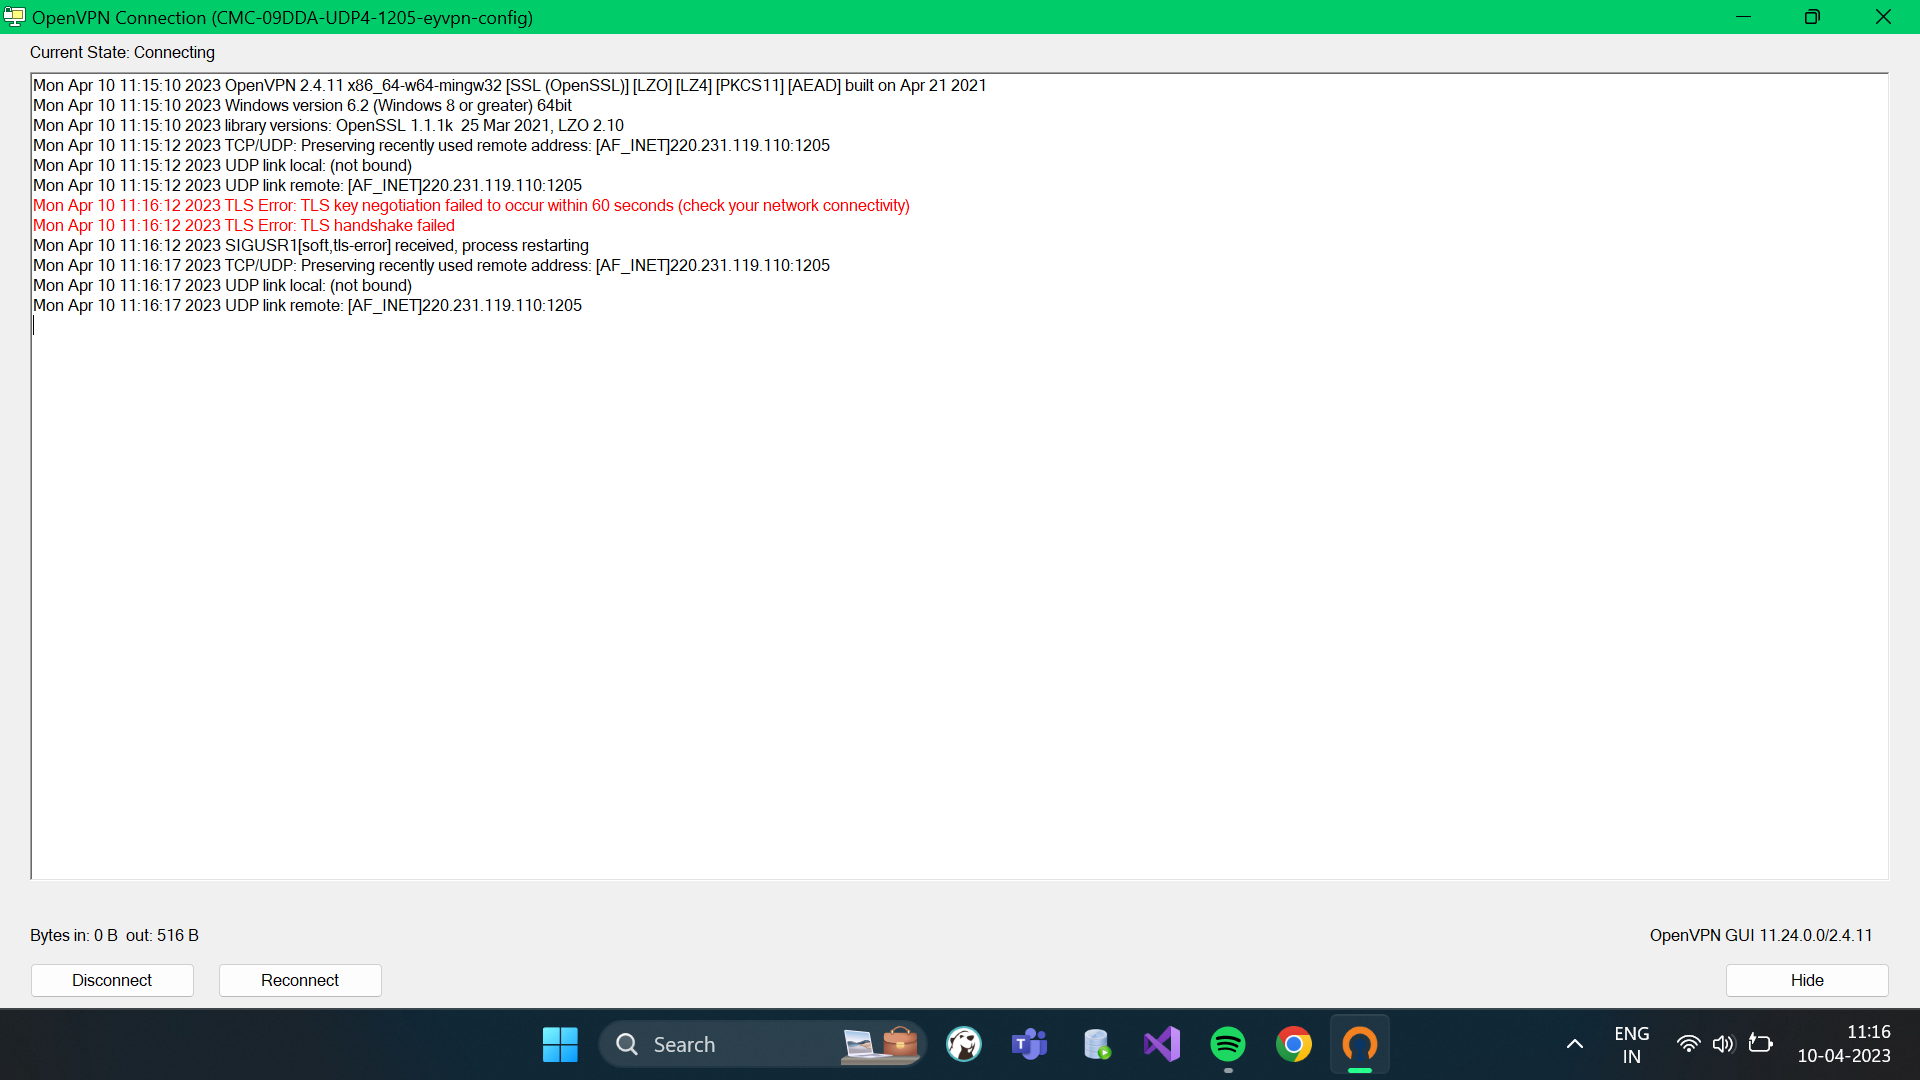 OpenVPN Connection (CMC-09DDA-UDP4-1205-eyvpn-config)
Current State: Connecting
Mon Apr 10 11:15:10 2023 OpenVPN 2.4.11 x86_64-w64-mingw32 [SSL (OpenSSL)] [LZO] [LZ4] [PKCS11] [AEAD] built on Apr 21 2021
Mon Apr 10 11:15:10 2023 Windows version 6.2 (Windows 8 or greater) 64bit
Mon Apr 10 11:15:10 2023 library versions: OpenSSL 1.1.1k  25 Mar 2021, LZO 2.10
Mon Apr 10 11:15:12 2023 TCP/UDP: Preserving recently used remote address: [AF_INET]220.231.119.110:1205
Mon Apr 10 11:15:12 2023 UDP link local: (not bound)
Mon Apr 10 11:15:12 2023 UDP link remote: [AF_INET]220.231.119.110:1205
Mon Apr 10 11:16:12 2023 TLS Error: TLS key negotiation failed to occur within 60 seconds (check your network connectivity)
Mon Apr 10 11:16:12 2023 TLS Error: TLS handshake failed
Mon Apr 10 11:16:12 2023 SIGUSR1[soft,tls-error] received, process restarting
Mon Apr 10 11:16:17 2023 TCP/UDP: Preserving recently used remote address: [AF_INET]220.231.119.110:1205
Mon Apr 10 11:16:17 2023 UDP link local: (not bound)
Mon Apr 10 11:16:17 2023 UDP link remote: [AF_INET]220.231.119.110:1205
Bytes in: 0 B  out: 516 B
OpenVPN GUI 11.24.0.0/2.4.11
Disconnect
Reconnect
Hide
Search
T
ENG
IN
11:16
10-04-2023